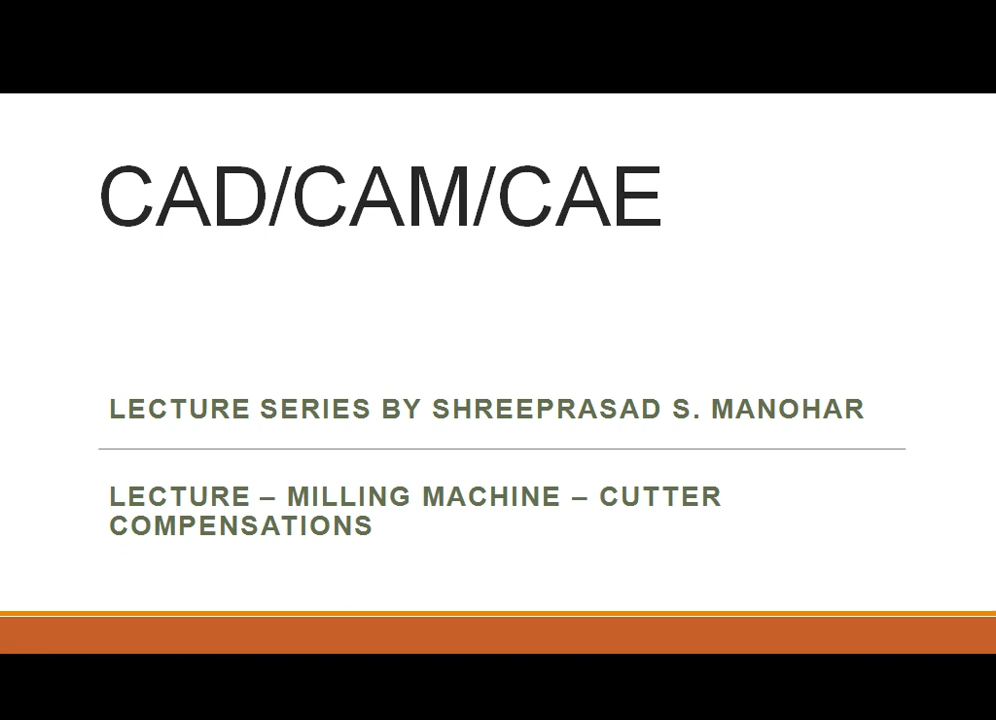 CAD/CAM/CAE
LECTURE SERIES BY SHREEPRASAD S. MANOHAR
LECTURE – MILLING MACHINE – CUTTER
COMPENSATIONS